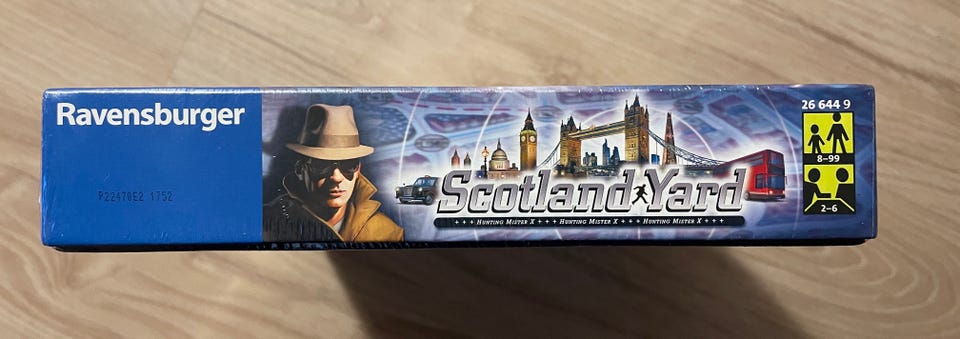 Ravensburger
P22470E2 1752
Scotland Yard
+ + + HUNTING MISTER X + + + HUNTING MISTER X + + + HUNTING MISTER X + + +
26 644 9
8–99
2–6